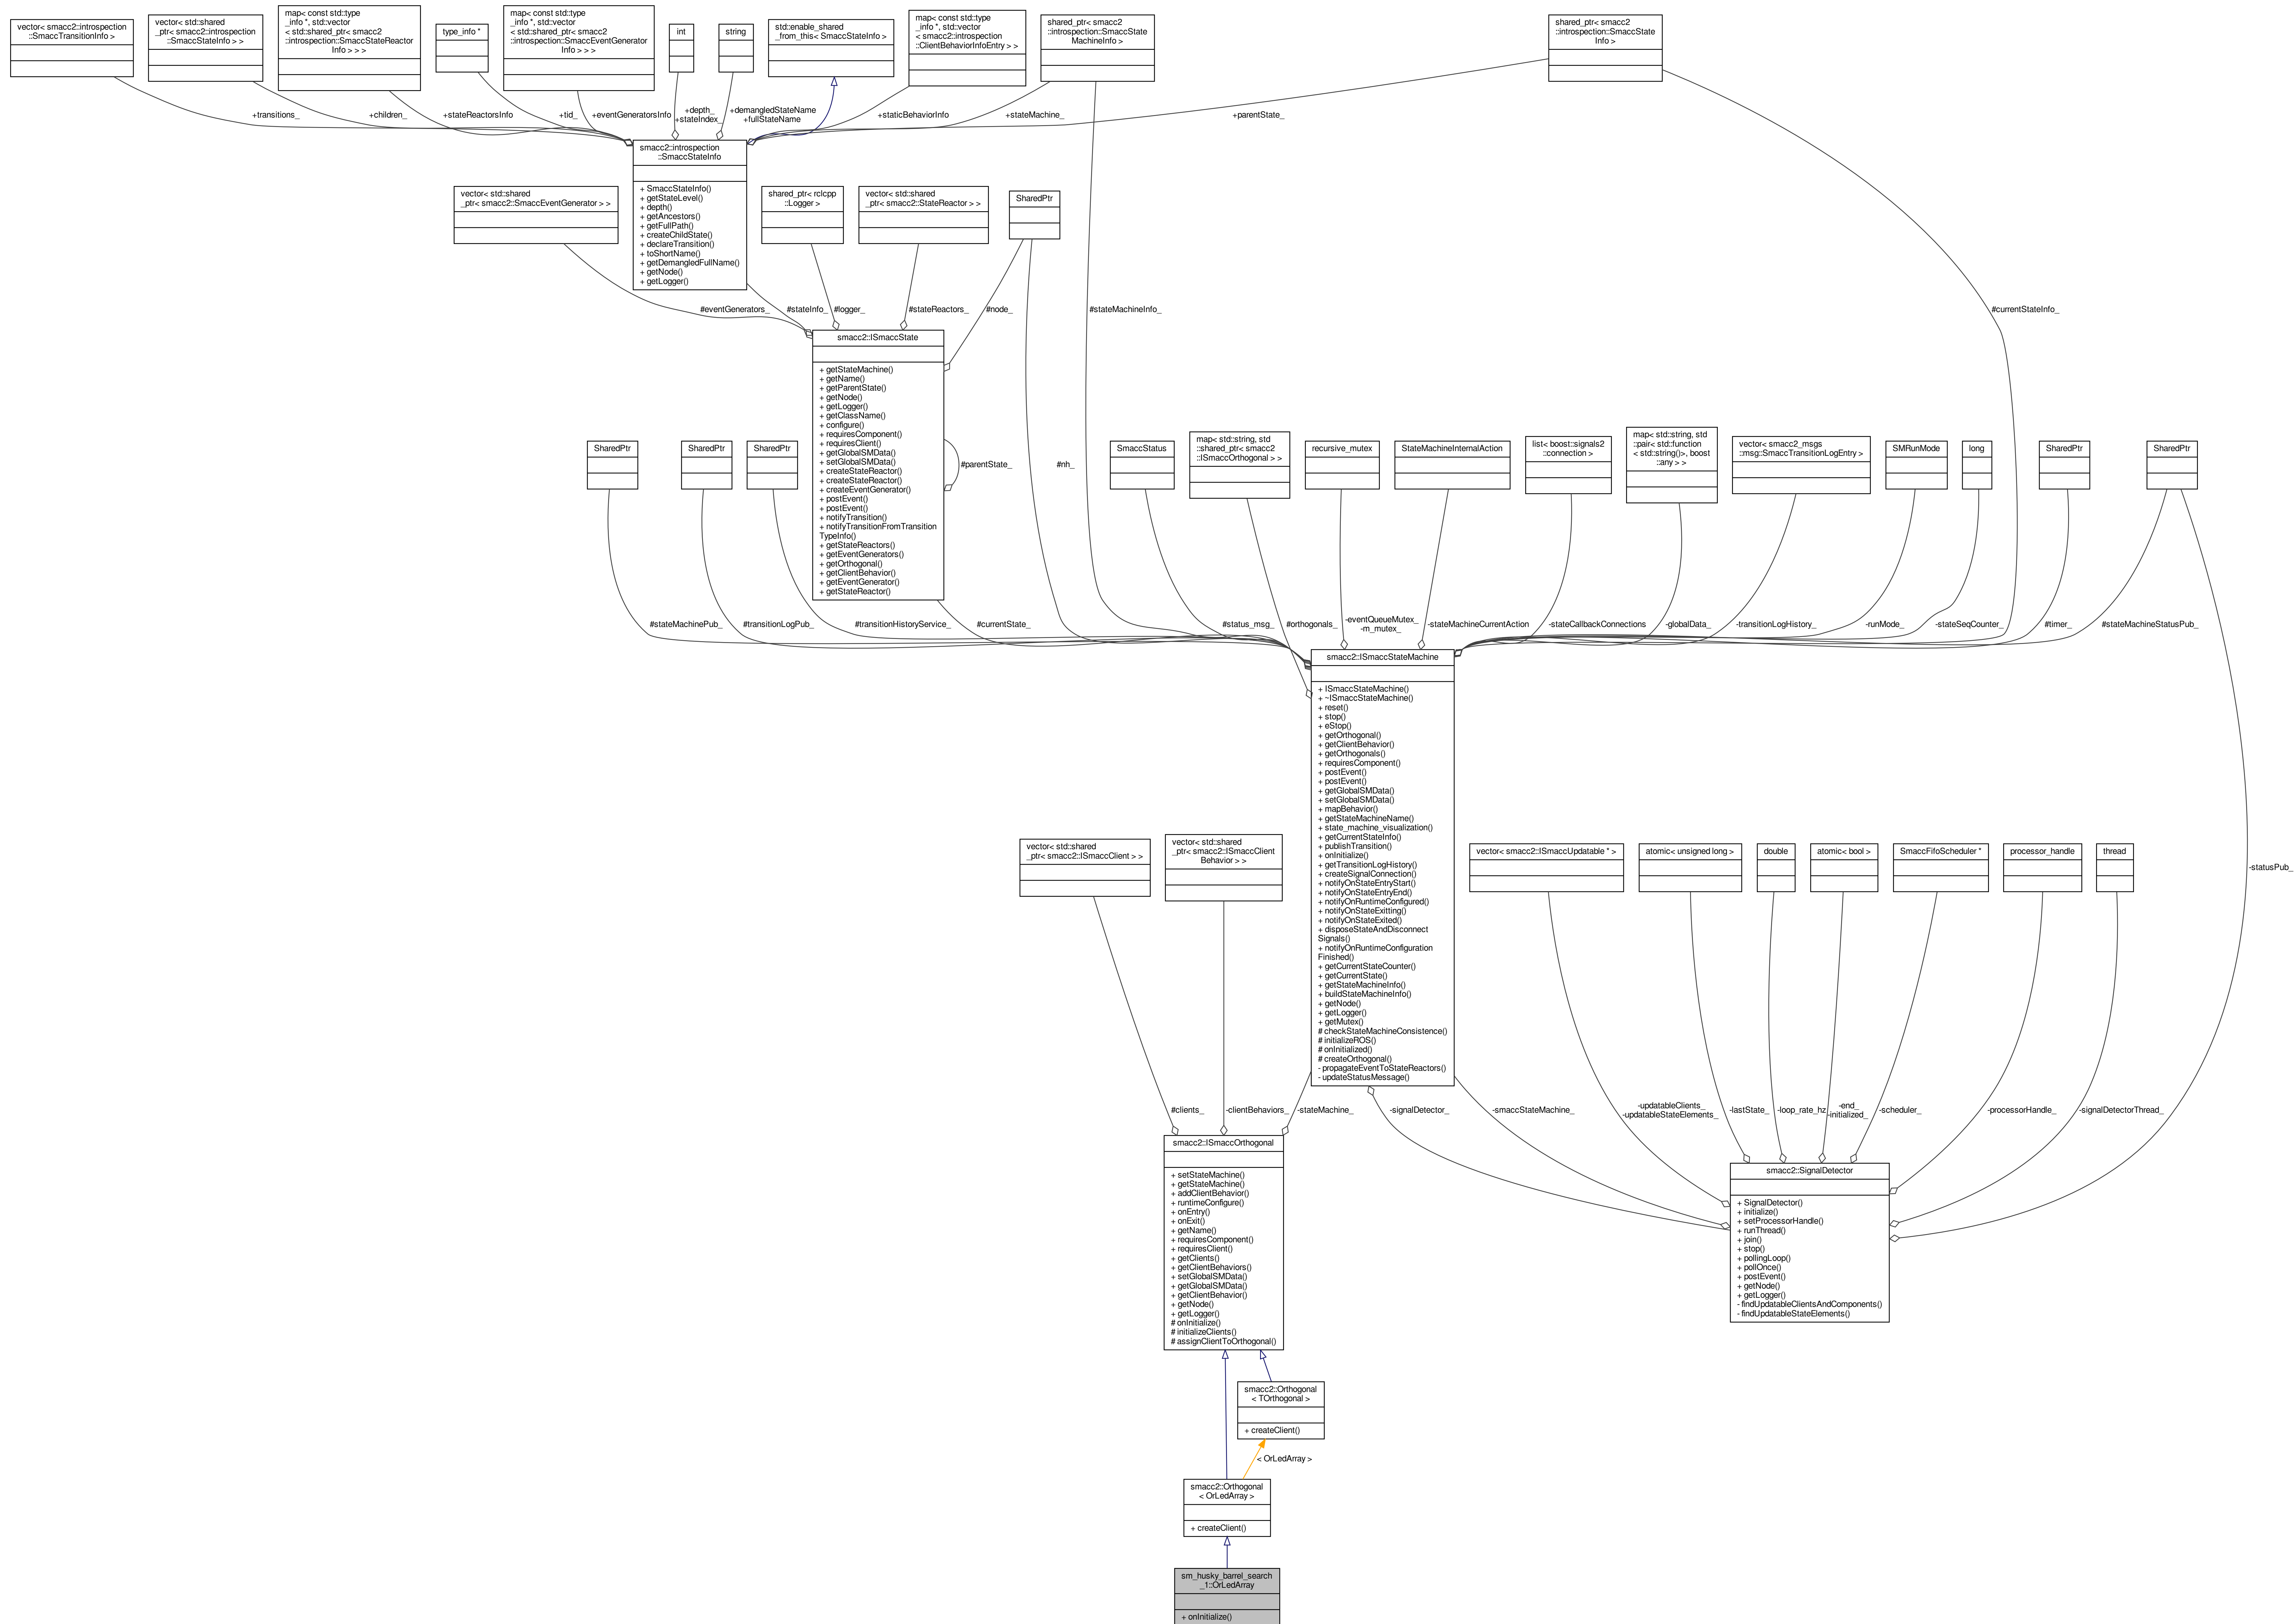 vector< smacc2::introspection
::SmaccTransitionInfo >
vector< std::shared
_ptr< smacc2::introspection
::SmaccStateInfo > >
map< const std::type
_info *, std::vector
< std::shared_ptr< smacc2
::introspection::SmaccStateReactor
Info > > >
type_info *
map< const std::type
_info *, std::vector
< std::shared_ptr< smacc2
::introspection::SmaccEventGenerator
Info > > >
int
string
std::enable_shared
_from_this< SmaccStateInfo >
map< const std::type
_info *, std::vector
< smacc2::introspection
::ClientBehaviorInfoEntry > >
shared_ptr< smacc2
::introspection::SmaccState
MachineInfo >
shared_ptr< smacc2
::introspection::SmaccState
Info >
+transitions_
+children_
+stateReactorsInfo
+tid_
+eventGeneratorsInfo
+depth_
+stateIndex_
+demangledStateName
+fullStateName
+staticBehaviorInfo
+stateMachine_
+parentState_
smacc2::introspection
::SmaccStateInfo
+ SmaccStateInfo()
+ getStateLevel()
+ depth()
+ getAncestors()
+ getFullPath()
+ createChildState()
+ declareTransition()
+ toShortName()
+ getDemangledFullName()
+ getNode()
+ getLogger()
vector< std::shared
_ptr< smacc2::SmaccEventGenerator > >
shared_ptr< rclcpp
::Logger >
vector< std::shared
_ptr< smacc2::StateReactor > >
SharedPtr
#eventGenerators_
#stateInfo_
#logger_
#stateReactors_
#node_
#stateMachineInfo_
#currentStateInfo_
smacc2::ISmaccState
+ getStateMachine()
+ getName()
+ getParentState()
+ getNode()
+ getLogger()
+ getClassName()
+ configure()
+ requiresComponent()
+ requiresClient()
+ getGlobalSMData()
+ setGlobalSMData()
+ createStateReactor()
+ createStateReactor()
+ createEventGenerator()
+ postEvent()
+ postEvent()
+ notifyTransition()
+ notifyTransitionFromTransition
TypeInfo()
+ getStateReactors()
+ getEventGenerators()
+ getOrthogonal()
+ getClientBehavior()
+ getEventGenerator()
+ getStateReactor()
#parentState_
#nh_
SharedPtr
SharedPtr
SharedPtr
SmaccStatus
map< std::string, std
::shared_ptr< smacc2
::ISmaccOrthogonal > >
recursive_mutex
StateMachineInternalAction
list< boost::signals2
::connection >
map< std::string, std
::pair< std::function
< std::string()>, boost
::any > >
vector< smacc2_msgs
::msg::SmaccTransitionLogEntry >
SMRunMode
long
SharedPtr
SharedPtr
#stateMachinePub_
#transitionLogPub_
#transitionHistoryService_
#currentState_
#status_msg_
#orthogonals_
-eventQueueMutex_
-m_mutex_
-stateMachineCurrentAction
-stateCallbackConnections
-globalData_
-transitionLogHistory_
-runMode_
-stateSeqCounter_
#timer_
#stateMachineStatusPub_
smacc2::ISmaccStateMachine
+ ISmaccStateMachine()
+ ~ISmaccStateMachine()
+ reset()
+ stop()
+ eStop()
+ getOrthogonal()
+ getClientBehavior()
+ getOrthogonals()
+ requiresComponent()
+ postEvent()
+ postEvent()
+ getGlobalSMData()
+ setGlobalSMData()
+ mapBehavior()
+ getStateMachineName()
+ state_machine_visualization()
+ getCurrentStateInfo()
+ publishTransition()
+ onInitialize()
+ getTransitionLogHistory()
+ createSignalConnection()
+ notifyOnStateEntryStart()
+ notifyOnStateEntryEnd()
+ notifyOnRuntimeConfigured()
+ notifyOnStateExitting()
+ notifyOnStateExited()
+ disposeStateAndDisconnect
Signals()
+ notifyOnRuntimeConfiguration
Finished()
+ getCurrentStateCounter()
+ getCurrentState()
+ getStateMachineInfo()
+ buildStateMachineInfo()
+ getNode()
+ getLogger()
+ getMutex()
# checkStateMachineConsistence()
# initializeROS()
# onInitialized()
# createOrthogonal()
- propagateEventToStateReactors()
- updateStatusMessage()
vector< std::shared
_ptr< smacc2::ISmaccClient > >
vector< std::shared
_ptr< smacc2::ISmaccClient
Behavior > >
vector< smacc2::ISmaccUpdatable * >
atomic< unsigned long >
double
atomic< bool >
SmaccFifoScheduler *
processor_handle
thread
-statusPub_
#clients_
-clientBehaviors_
-stateMachine_
-signalDetector_
-smaccStateMachine_
-updatableClients_
-updatableStateElements_
-lastState_
-loop_rate_hz
-end_
-initialized_
-scheduler_
-processorHandle_
-signalDetectorThread_
smacc2::ISmaccOrthogonal
+ setStateMachine()
+ getStateMachine()
+ addClientBehavior()
+ runtimeConfigure()
+ onEntry()
+ onExit()
+ getName()
+ requiresComponent()
+ requiresClient()
+ getClients()
+ getClientBehaviors()
+ setGlobalSMData()
+ getGlobalSMData()
+ getClientBehavior()
+ getNode()
+ getLogger()
# onInitialize()
# initializeClients()
# assignClientToOrthogonal()
smacc2::SignalDetector
+ SignalDetector()
+ initialize()
+ setProcessorHandle()
+ runThread()
+ join()
+ stop()
+ pollingLoop()
+ pollOnce()
+ postEvent()
+ getNode()
+ getLogger()
- findUpdatableClientsAndComponents()
- findUpdatableStateElements()
smacc2::Orthogonal
< TOrthogonal >
+ createClient()
< OrLedArray >
smacc2::Orthogonal
< OrLedArray >
+ createClient()
sm_husky_barrel_search
_1::OrLedArray
+ onInitialize()